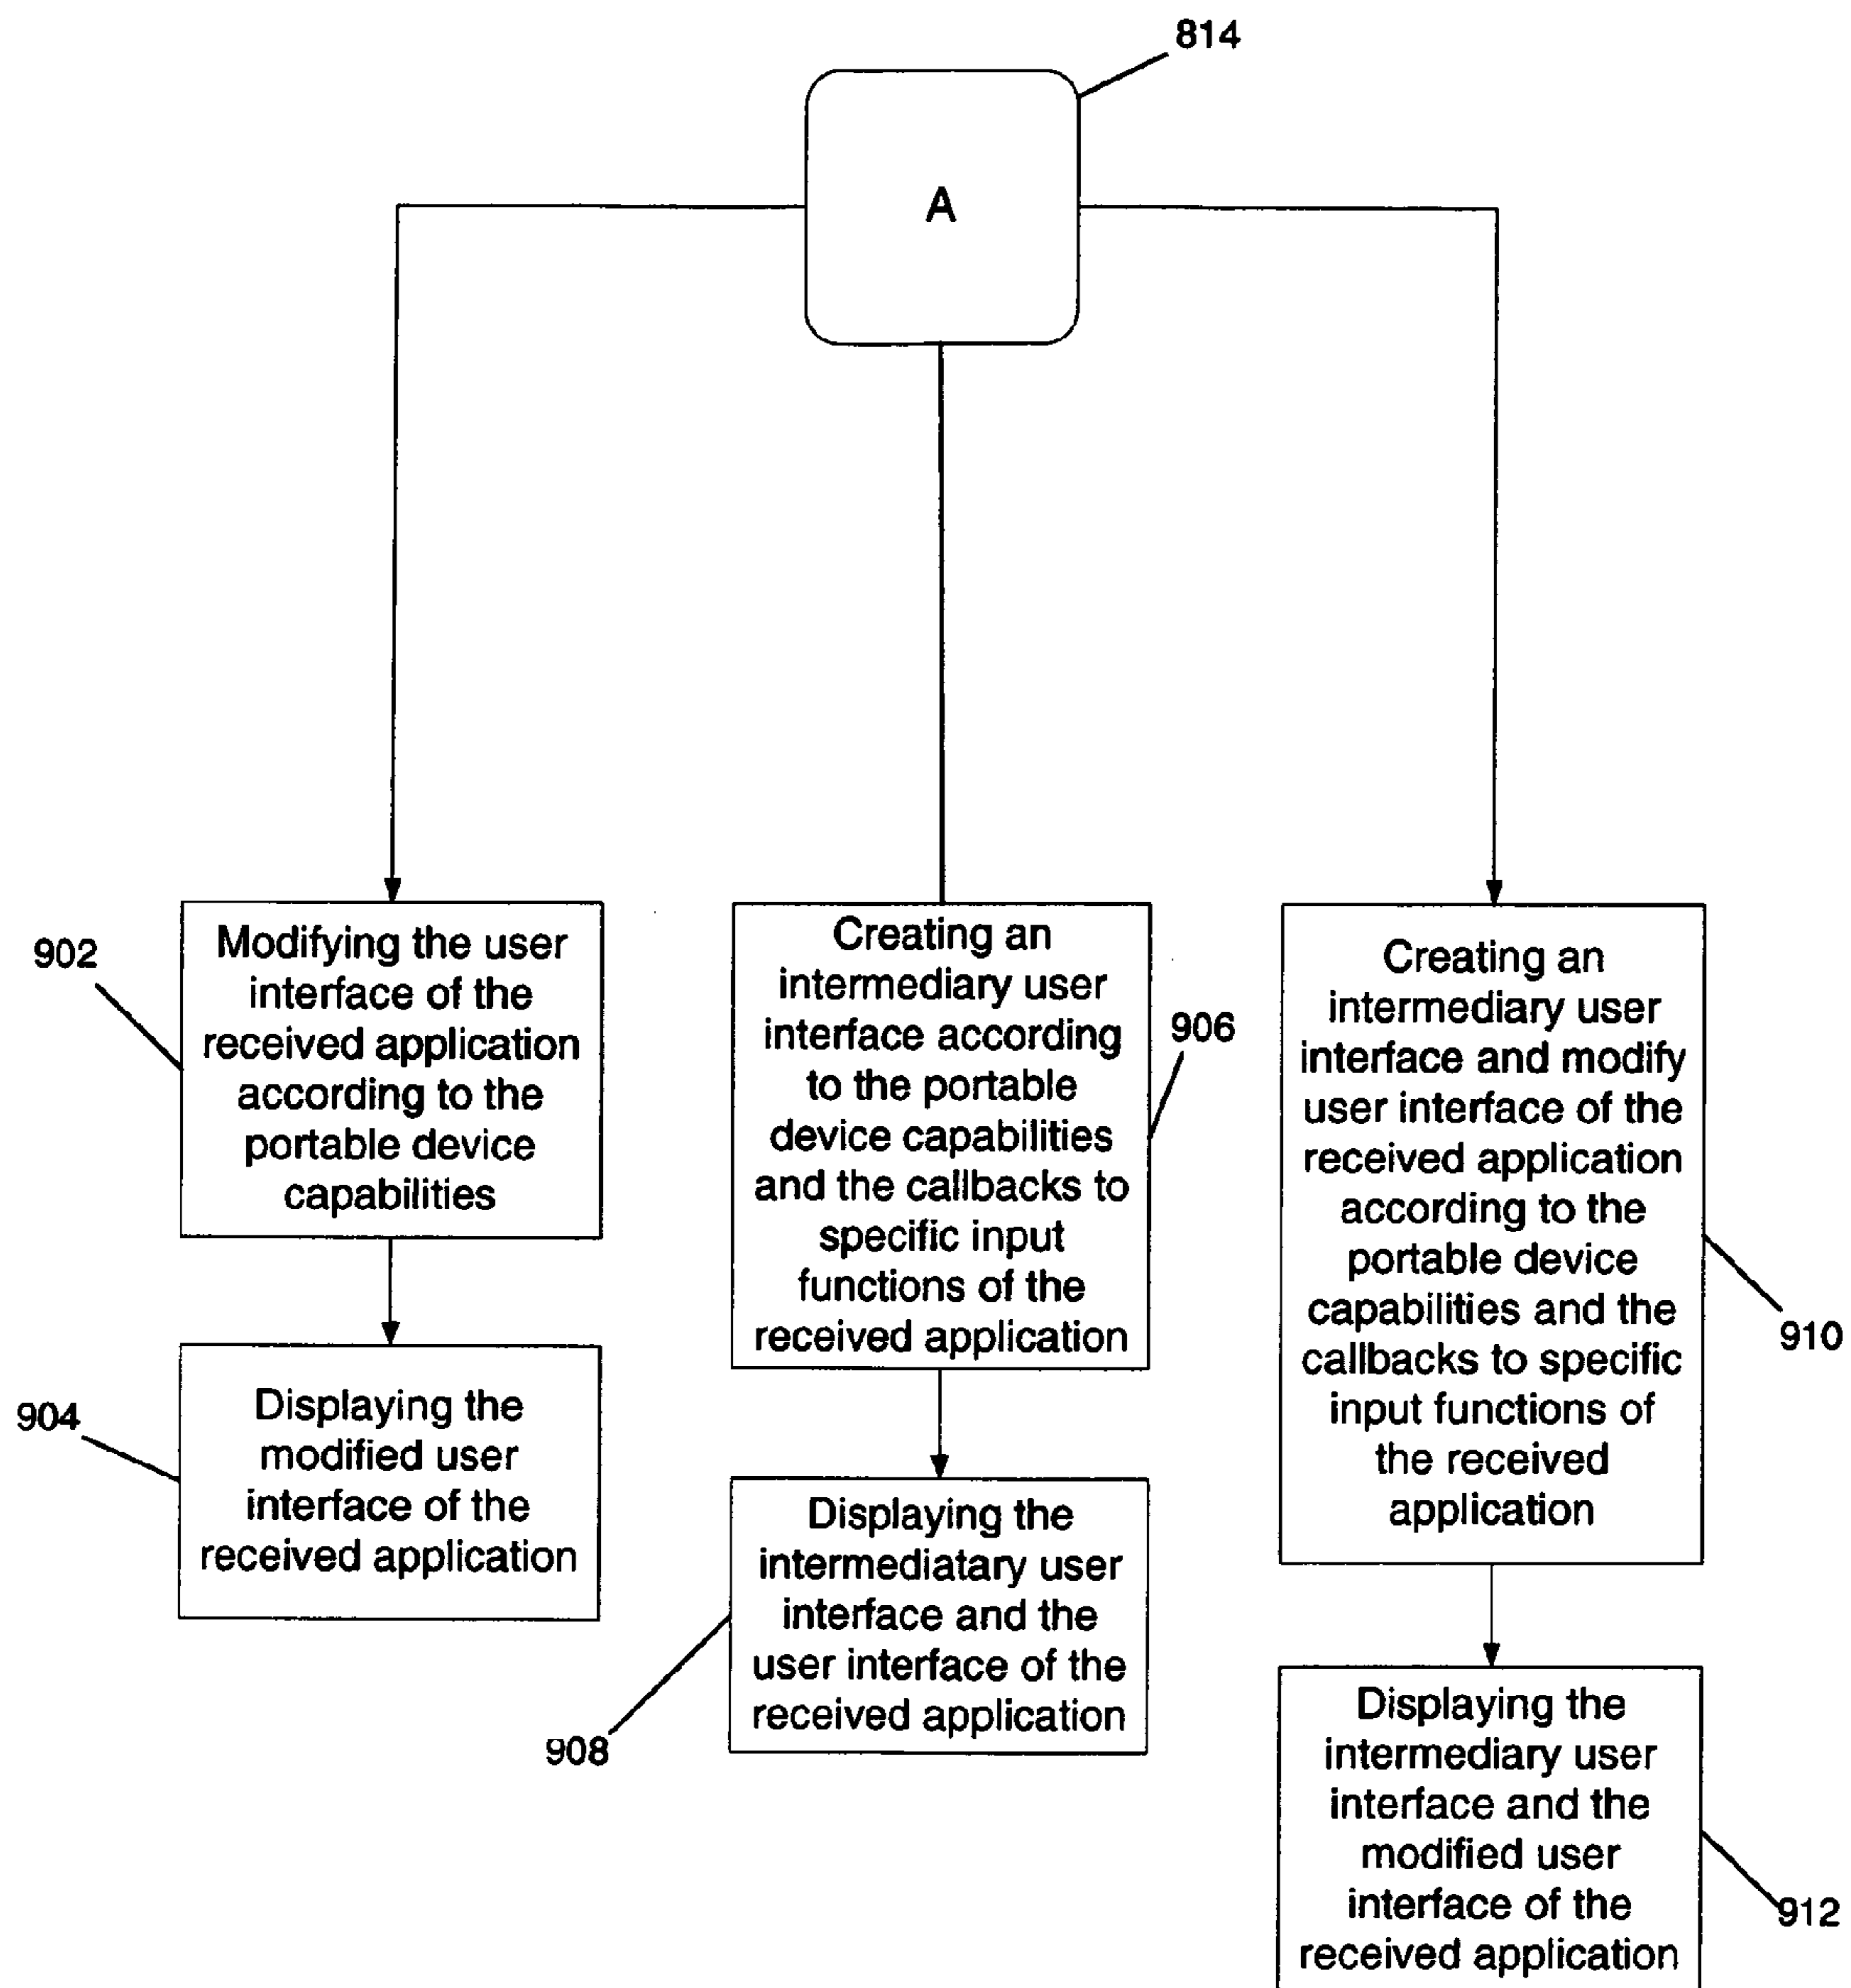 814
A
902
Modifying the user
interface of the
received application
according to the
portable device
capabilities
904
Displaying the
modified user
interface of the
received application
Creating an
intermediary user
interface according
to the portable
device capabilities
and the callbacks to
specific input
functions of the
received application
906
Displaying the
intermediatary user
interface and the
user interface of the
received application
908
Creating an
intermediary user
interface and modify
user interface of the
received application
according to the
portable device
capabilities and the
callbacks to specific
input functions of
the received
application
910
Displaying the
intermediary user
interface and the
modified user
interface of the
received application
912